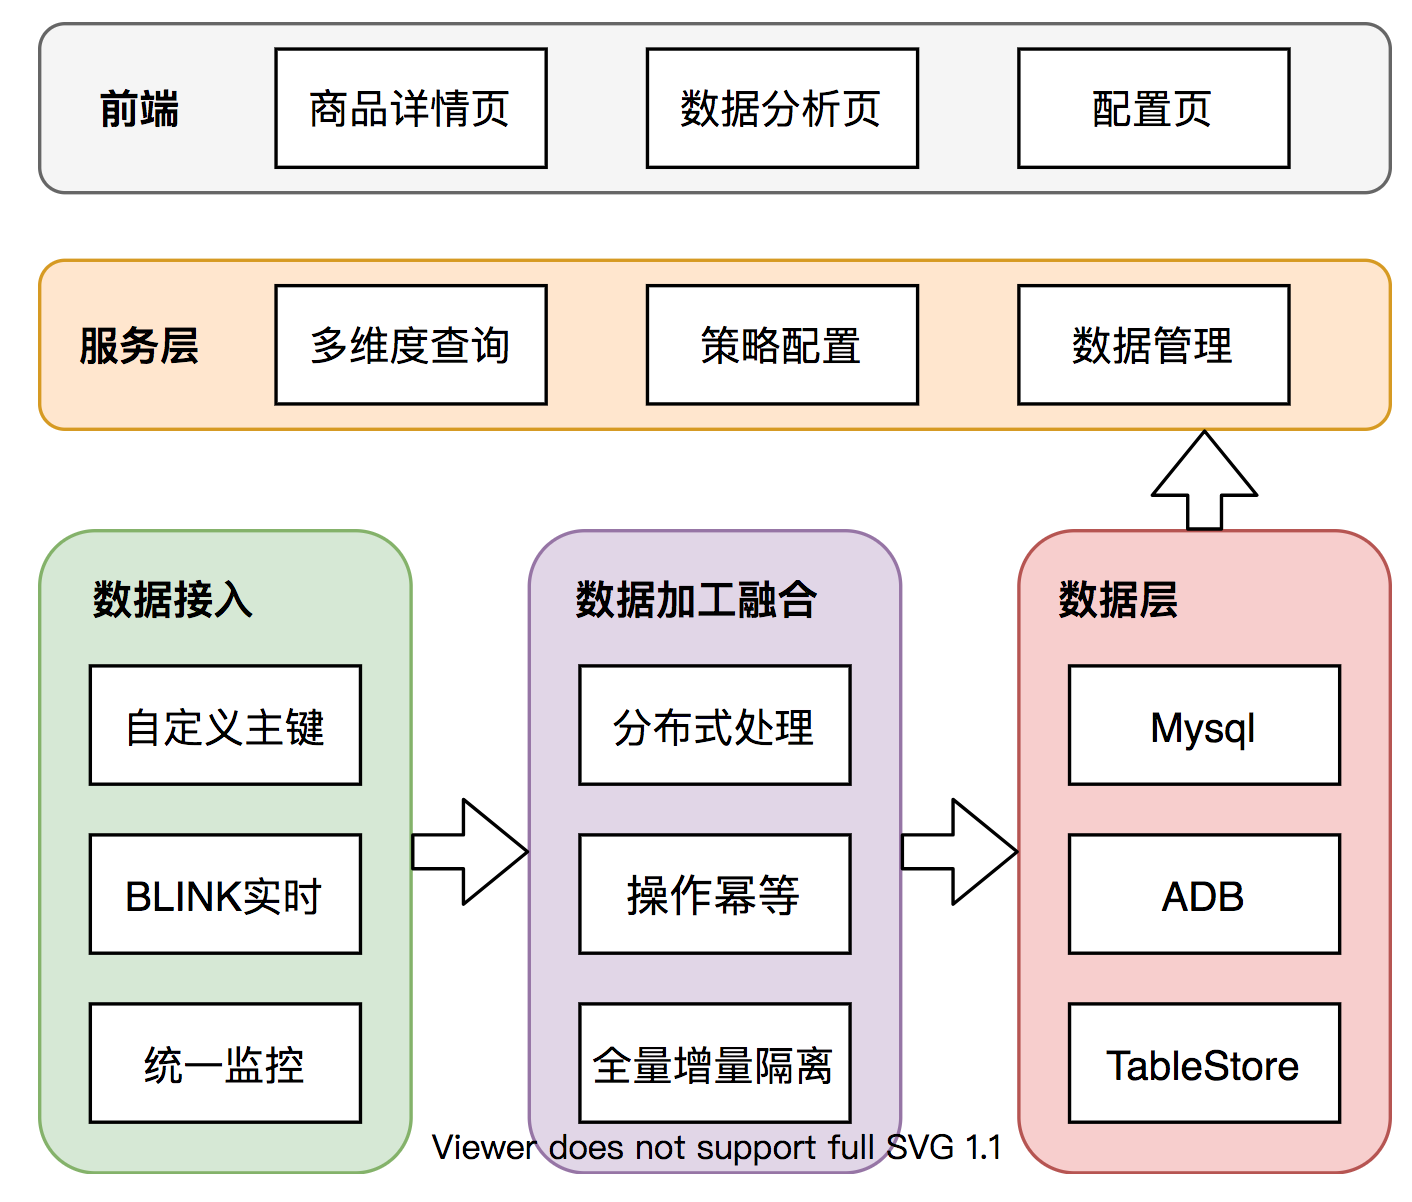 前端
商品详情页
数据分析页
配置页
服务层
多维度查询
策略配置
数据管理
数据接入
自定义主键
BLINK实时
统一监控
数据加工融合
分布式处理
操作幂等
全量增量隔离
数据层
Mysql
ADB
TableStore
Viewer does not support full SVG 1.1